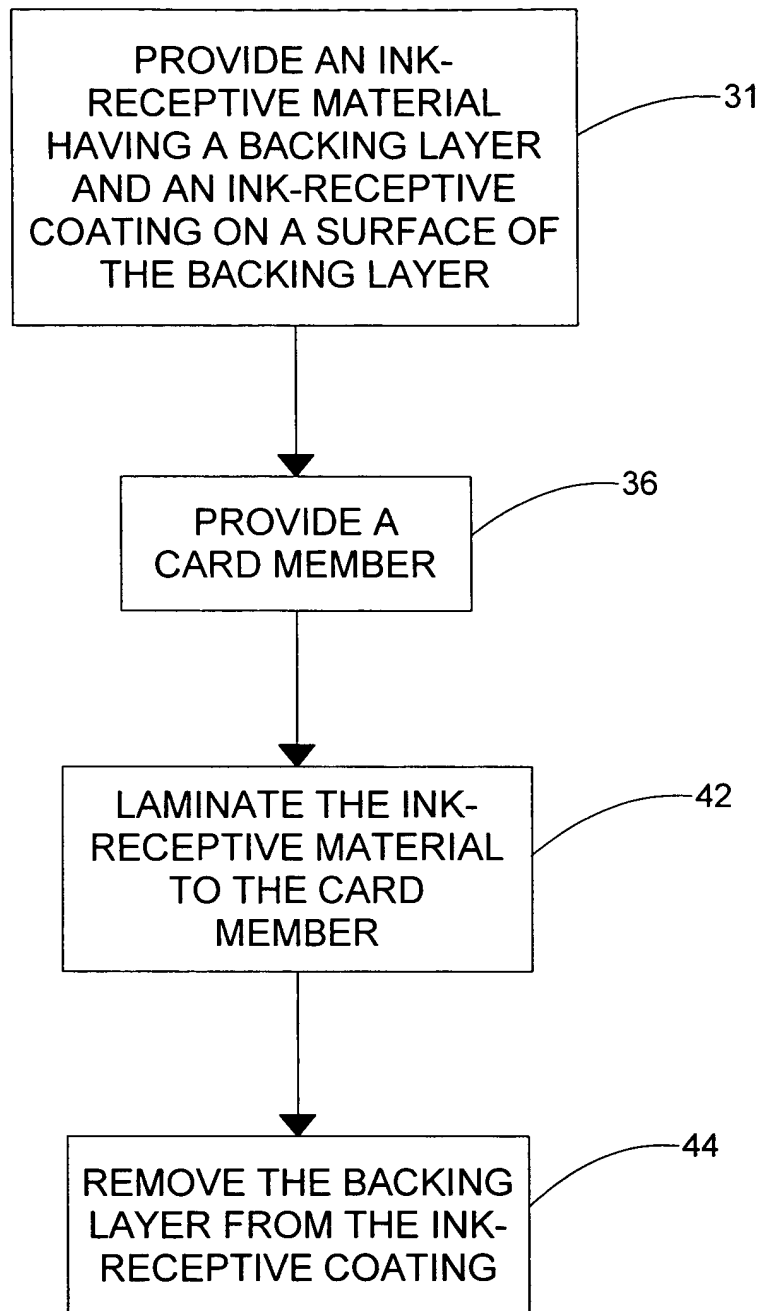 PROVIDE AN INK-
RECEPTIVE MATERIAL
HAVING A BACKING LAYER
AND AN INK-RECEPTIVE
COATING ON A SURFACE OF
THE BACKING LAYER
31
PROVIDE A
CARD MEMBER
36
LAMINATE THE INK-
RECEPTIVE MATERIAL
TO THE CARD
MEMBER
42
REMOVE THE BACKING
LAYER FROM THE INK-
RECEPTIVE COATING
44